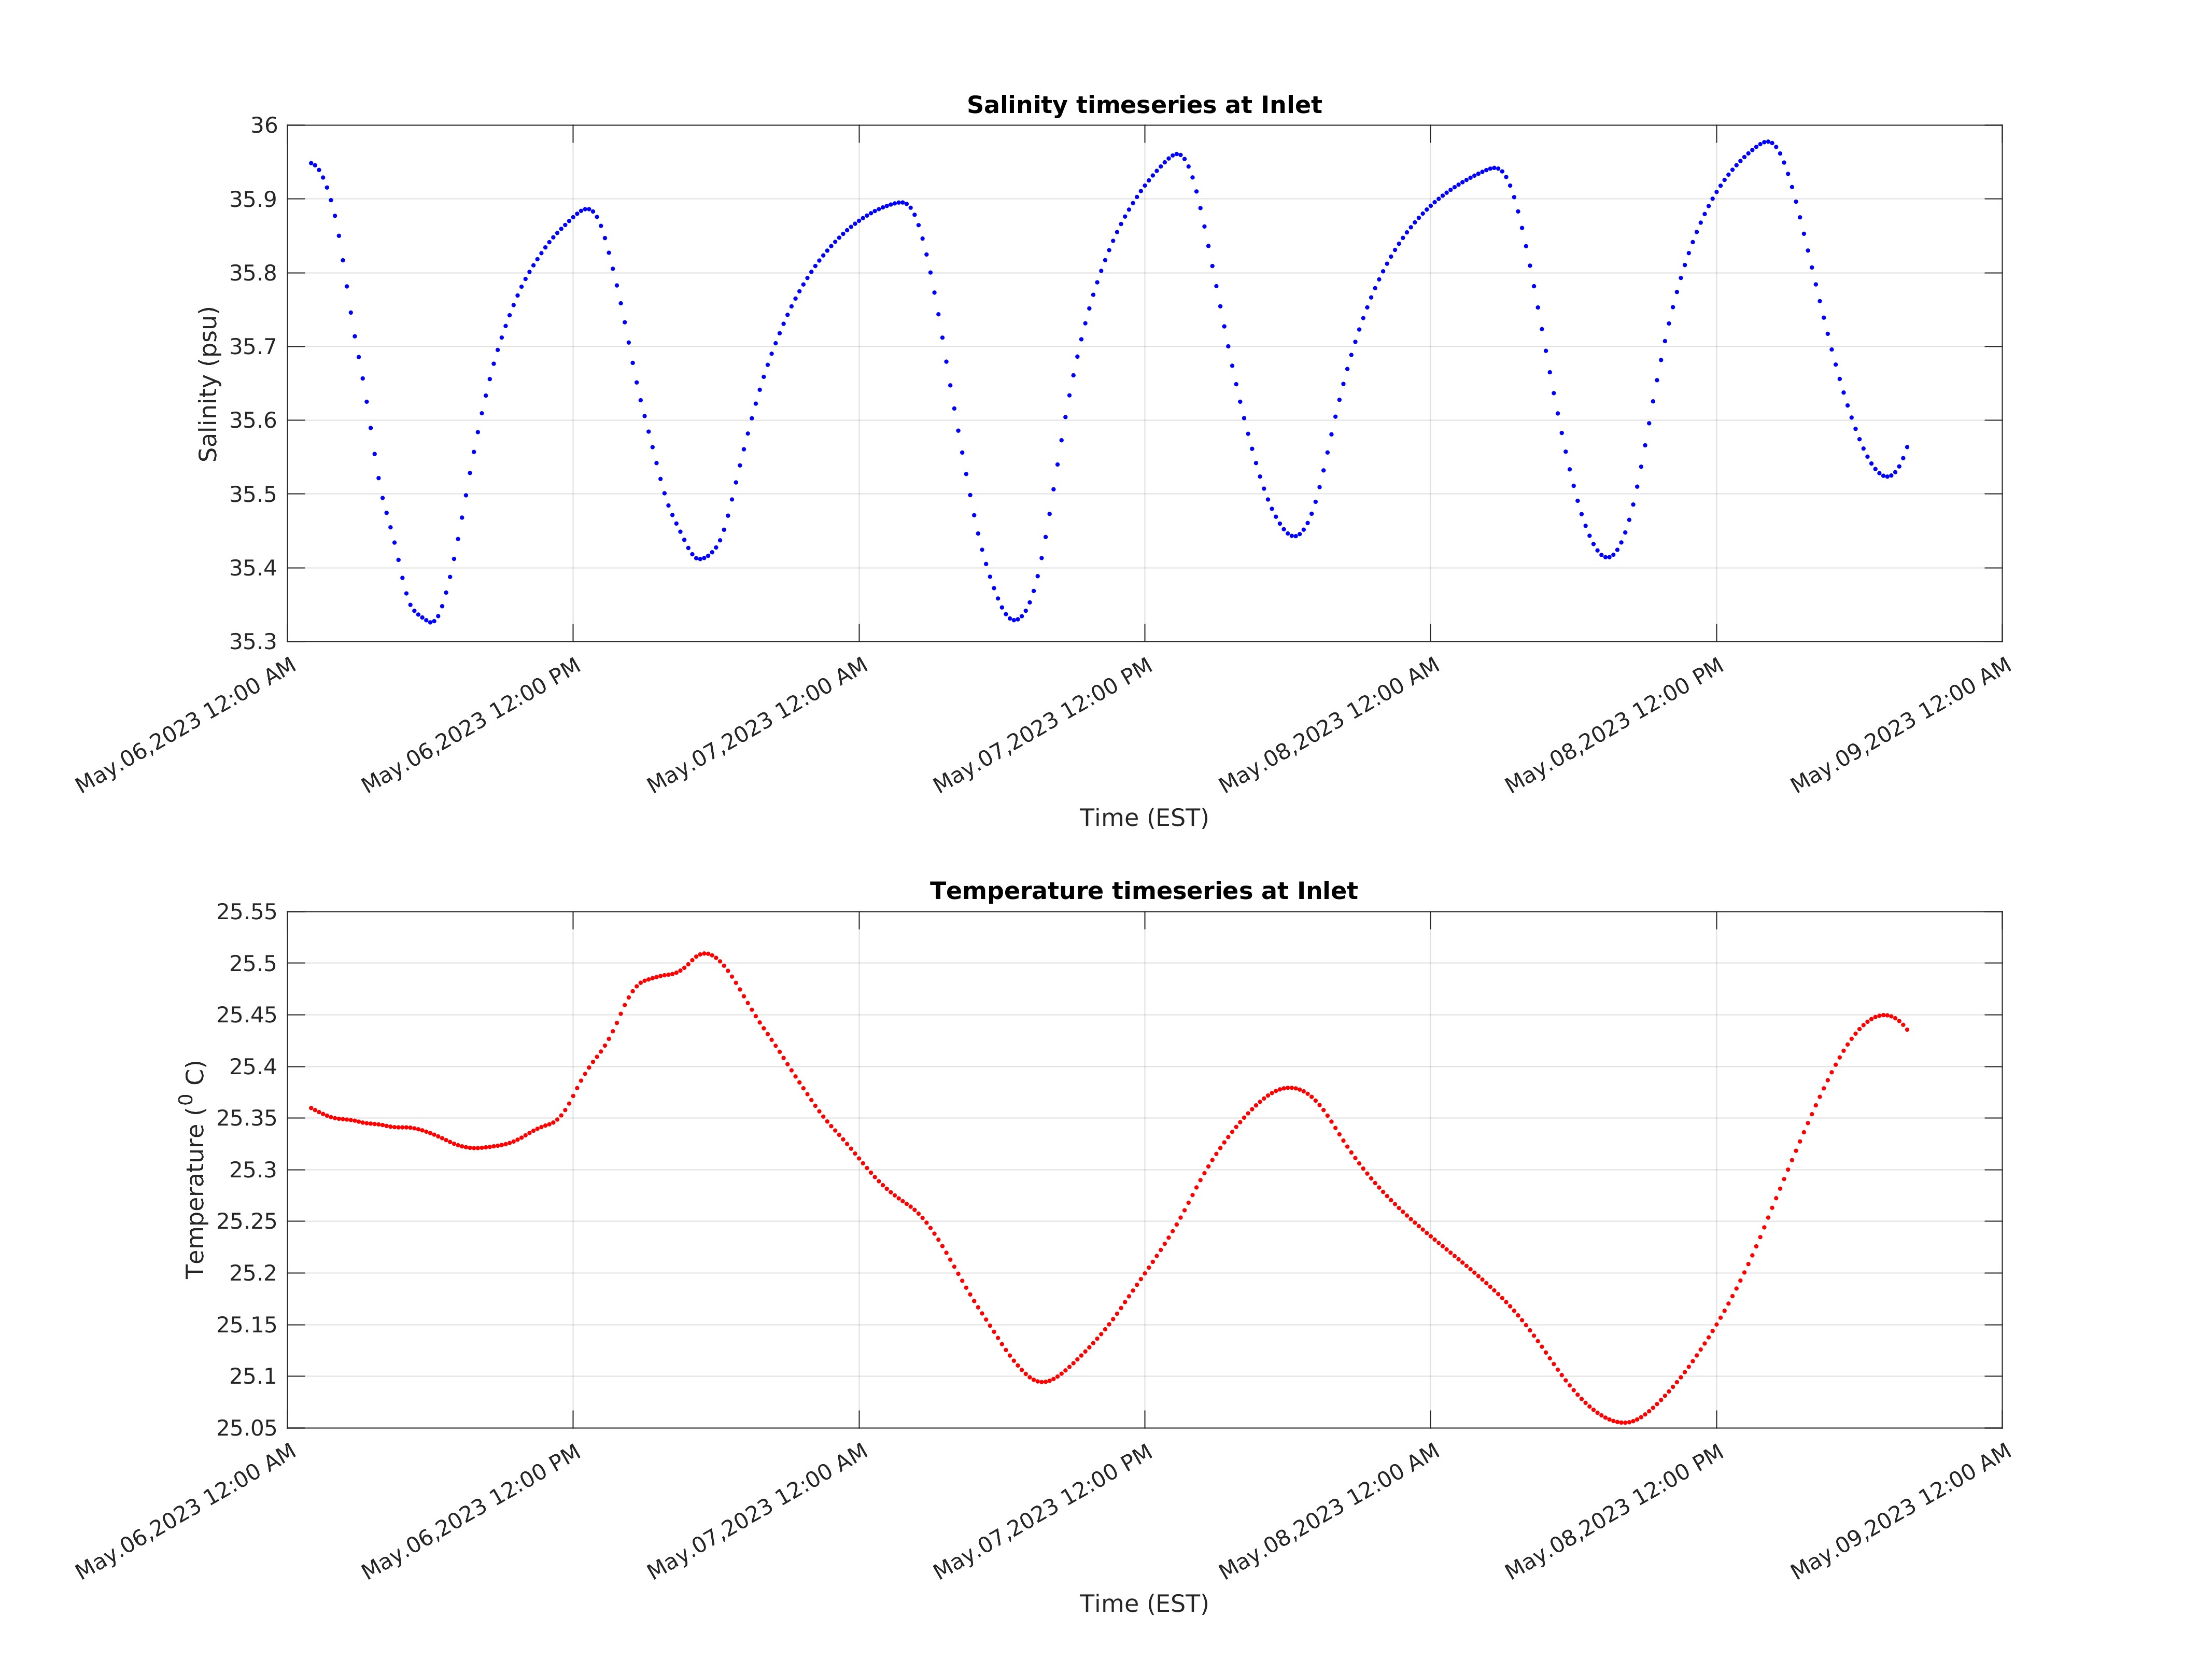 Salinity timeseries at Inlet
36
35.9
35.8
35.7
35.6
35.5
35.4
35.3
Salinity (psu)
May.06,2023 12:00 AM
May.06,2023 12:00 PM
May.07,2023 12:00 AM
May.07,2023 12:00 PM
May.08,2023 12:00 AM
May.08,2023 12:00 PM
May.09,2023 12:00 AM
Time (EST)
Temperature timeseries at Inlet
25.55
25.5
25.45
25.4
25.35
25.3
25.25
25.2
25.15
25.1
25.05
Temperature (⁰ C)
May.06,2023 12:00 AM
May.06,2023 12:00 PM
May.07,2023 12:00 AM
May.07,2023 12:00 PM
May.08,2023 12:00 AM
May.08,2023 12:00 PM
May.09,2023 12:00 AM
Time (EST)